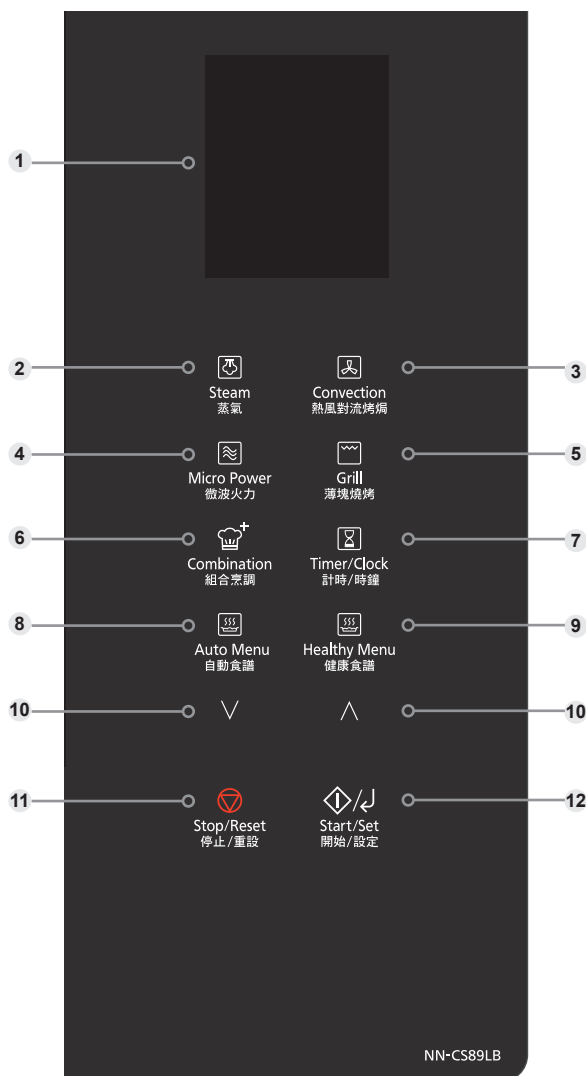 1
2
Steam
蒸氣
Convection
熱風對流烤焗
3
4
Micro Power
微波火力
Grill
薄塊燒烤
5
6
Combination
組合烹調
Timer/Clock
計時/時鐘
7
8
Auto Menu
自動食譜
Healthy Menu
健康食譜
9
10
10
11
Stop/Reset
停止/重設
Start/Set
開始/設定
12
NN-CS89LB